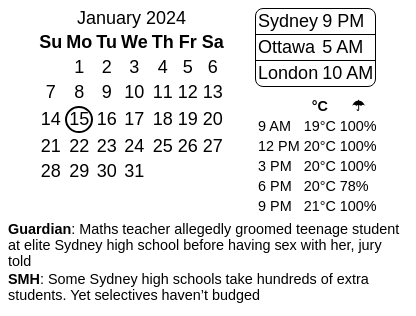 January 2024
Su Mo Tu We Th Fr Sa
1 2 3 4 5 6
7 8 9 10 11 12 13
14 15 16 17 18 19 20
21 22 23 24 25 26 27
28 29 30 31
Sydney 9 PM
Ottawa 5 AM
London 10 AM
°C ☂
9 AM 19°C 100%
12 PM 20°C 100%
3 PM 20°C 100%
6 PM 20°C 78%
9 PM 21°C 100%
Guardian: Maths teacher allegedly groomed teenage student
at elite Sydney high school before having sex with her, jury
told
SMH: Some Sydney high schools take hundreds of extra
students. Yet selectives haven’t budged